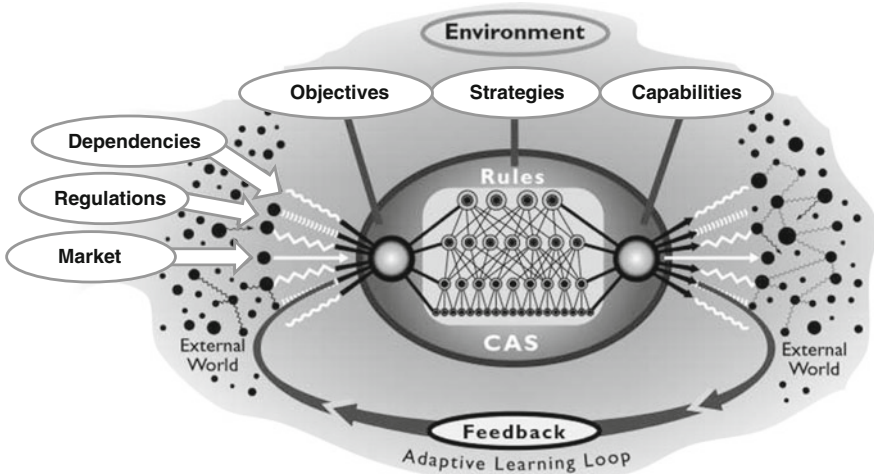 Environment
Objectives
Strategies
Capabilities
Dependencies
Regulations
Market
Rules
CAS
External
World
External
World
Feedback
Adaptive Learning Loop